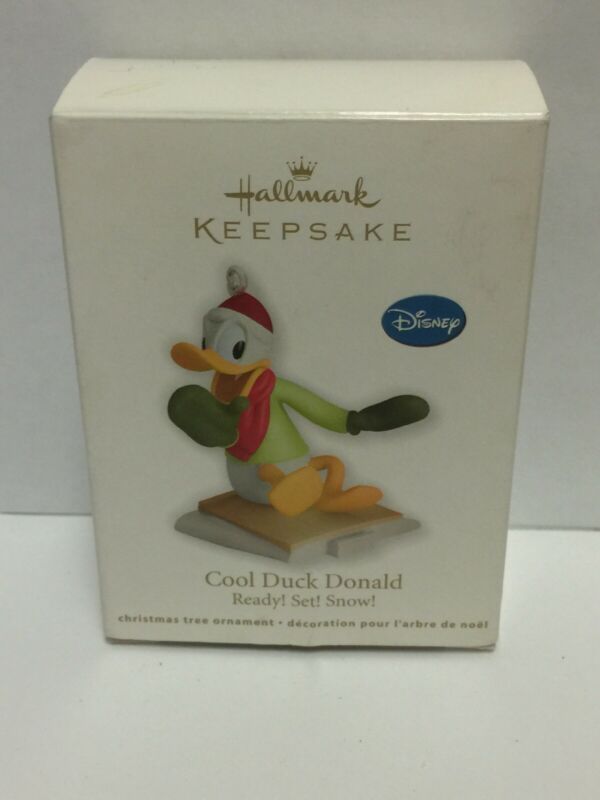 Hallmark
KEEPSAKE
Disney
Cool Duck Donald
Ready! Set! Snow!
christmas tree ornament • décoration pour l'arbre de noël